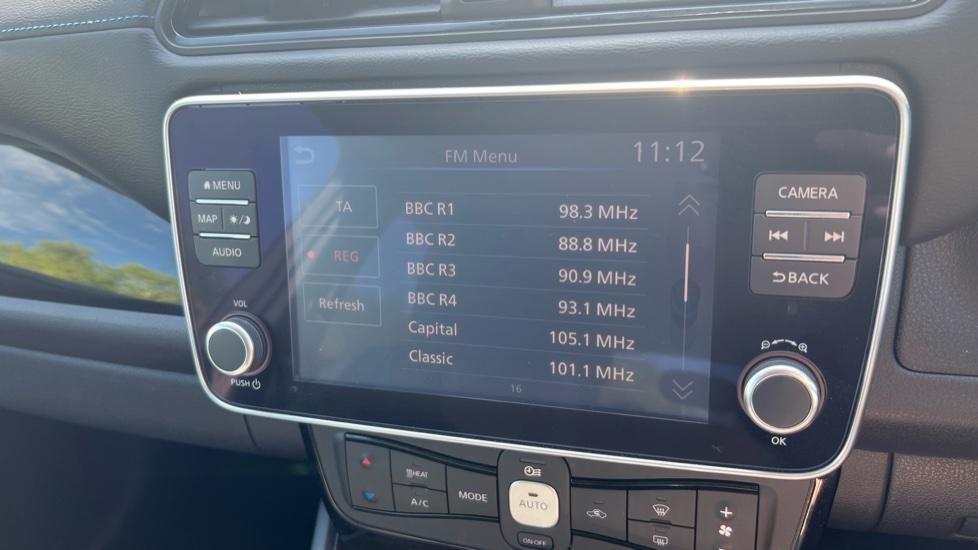 FM Menu 11:12
TA
REG
Refresh
BBC R1 98.3 MHz
BBC R2 88.8 MHz
BBC R3 90.9 MHz
BBC R4 93.1 MHz
Capital 105.1 MHz
Classic 101.1 MHz
16
MENU
MAP
AUDIO
VOL
PUSH
CAMERA
BACK
OK
HEAT
A/C
MODE
AUTO
ON·OFF
+